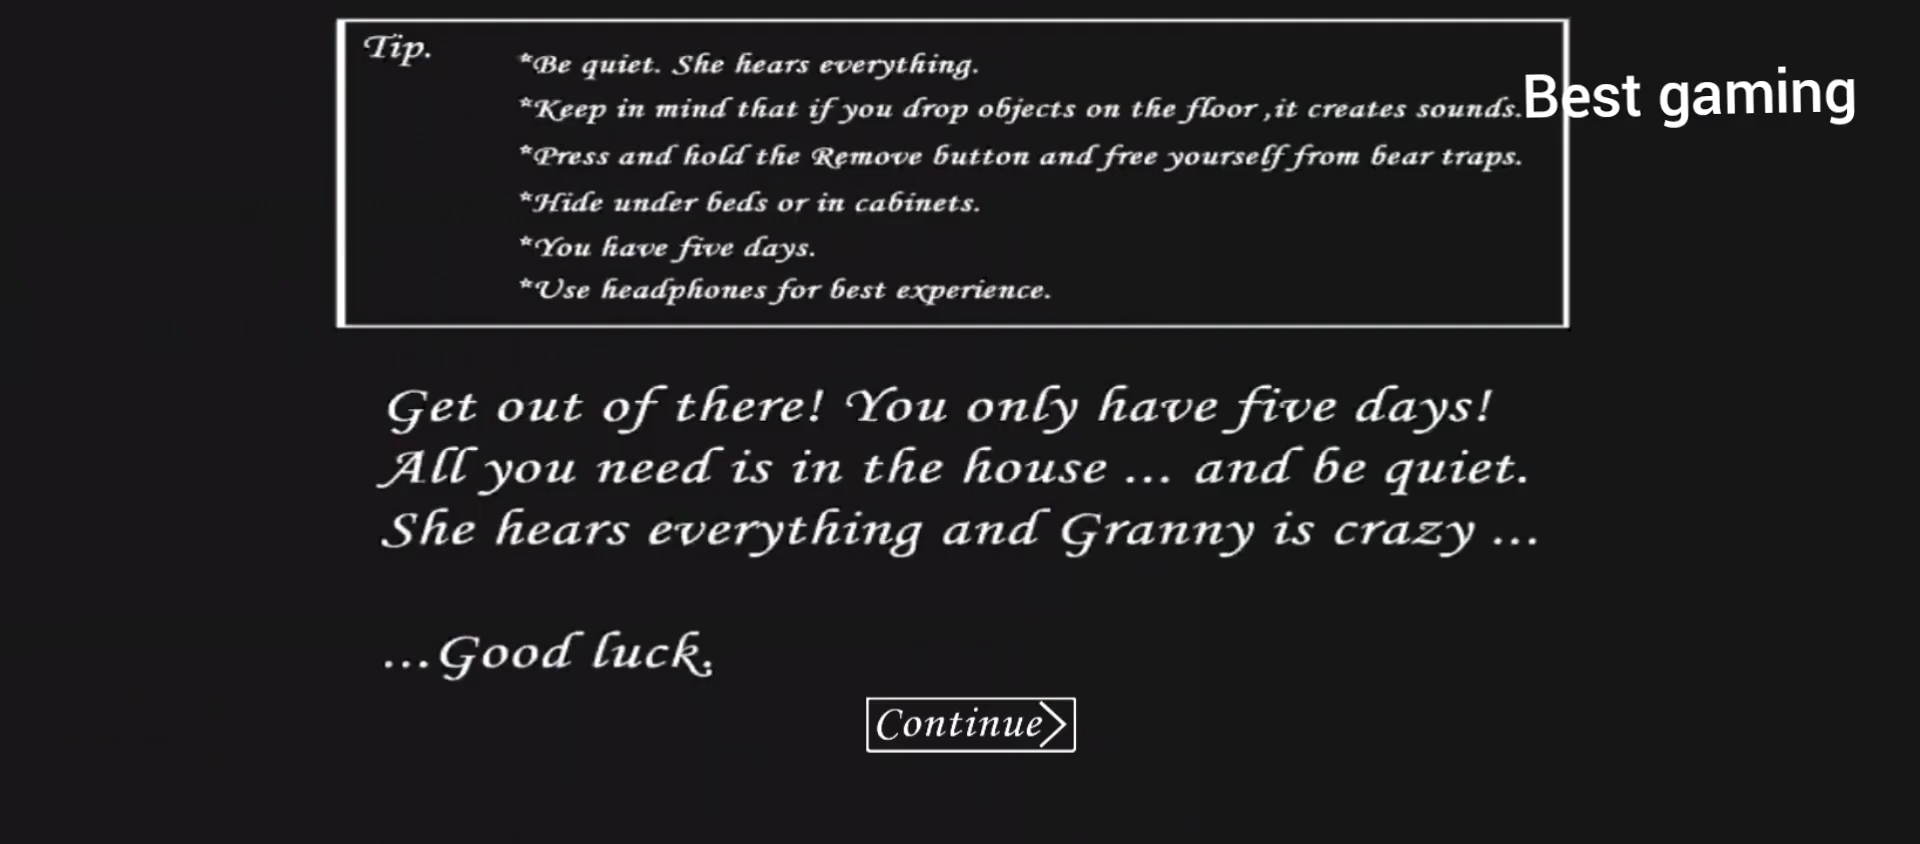 Tip.
*Be quiet. She hears everything.
*Keep in mind that if you drop objects on the floor ,it creates sounds.
Best gaming
*Press and hold the Remove button and free yourself from bear traps.
*Hide under beds or in cabinets.
*You have five days.
*Use headphones for best experience.
Get out of there! You only have five days!
All you need is in the house ... and be quiet.
She hears everything and Granny is crazy ...
...Good luck.
Continue>